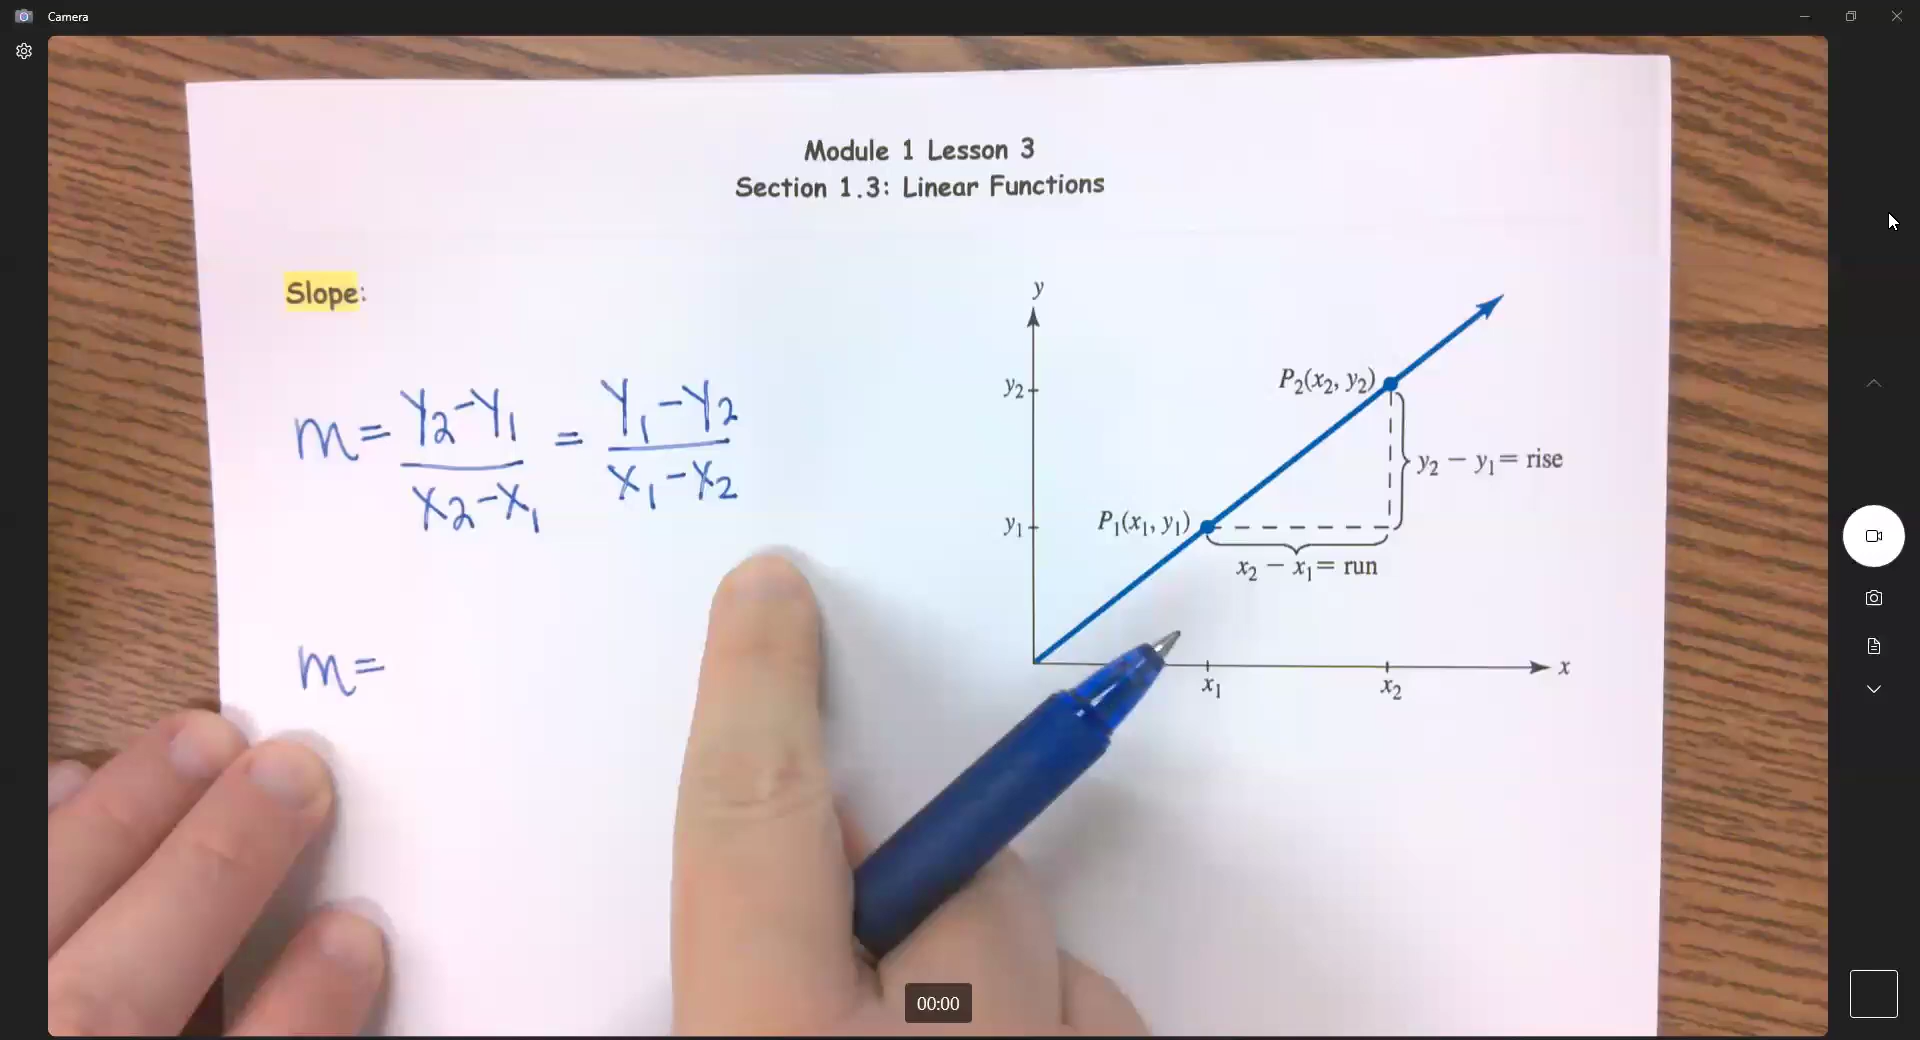 Camera
Module 1 Lesson 3
Section 1.3: Linear Functions
Slope:
m = Y2-Y1 / X2-X1 = Y1-Y2 / X1-X2
m =
y
y2
P2(x2, y2)
y2 − y1 = rise
y1
P1(x1, y1)
x2 − x1 = run
x1
x2
x
00:00